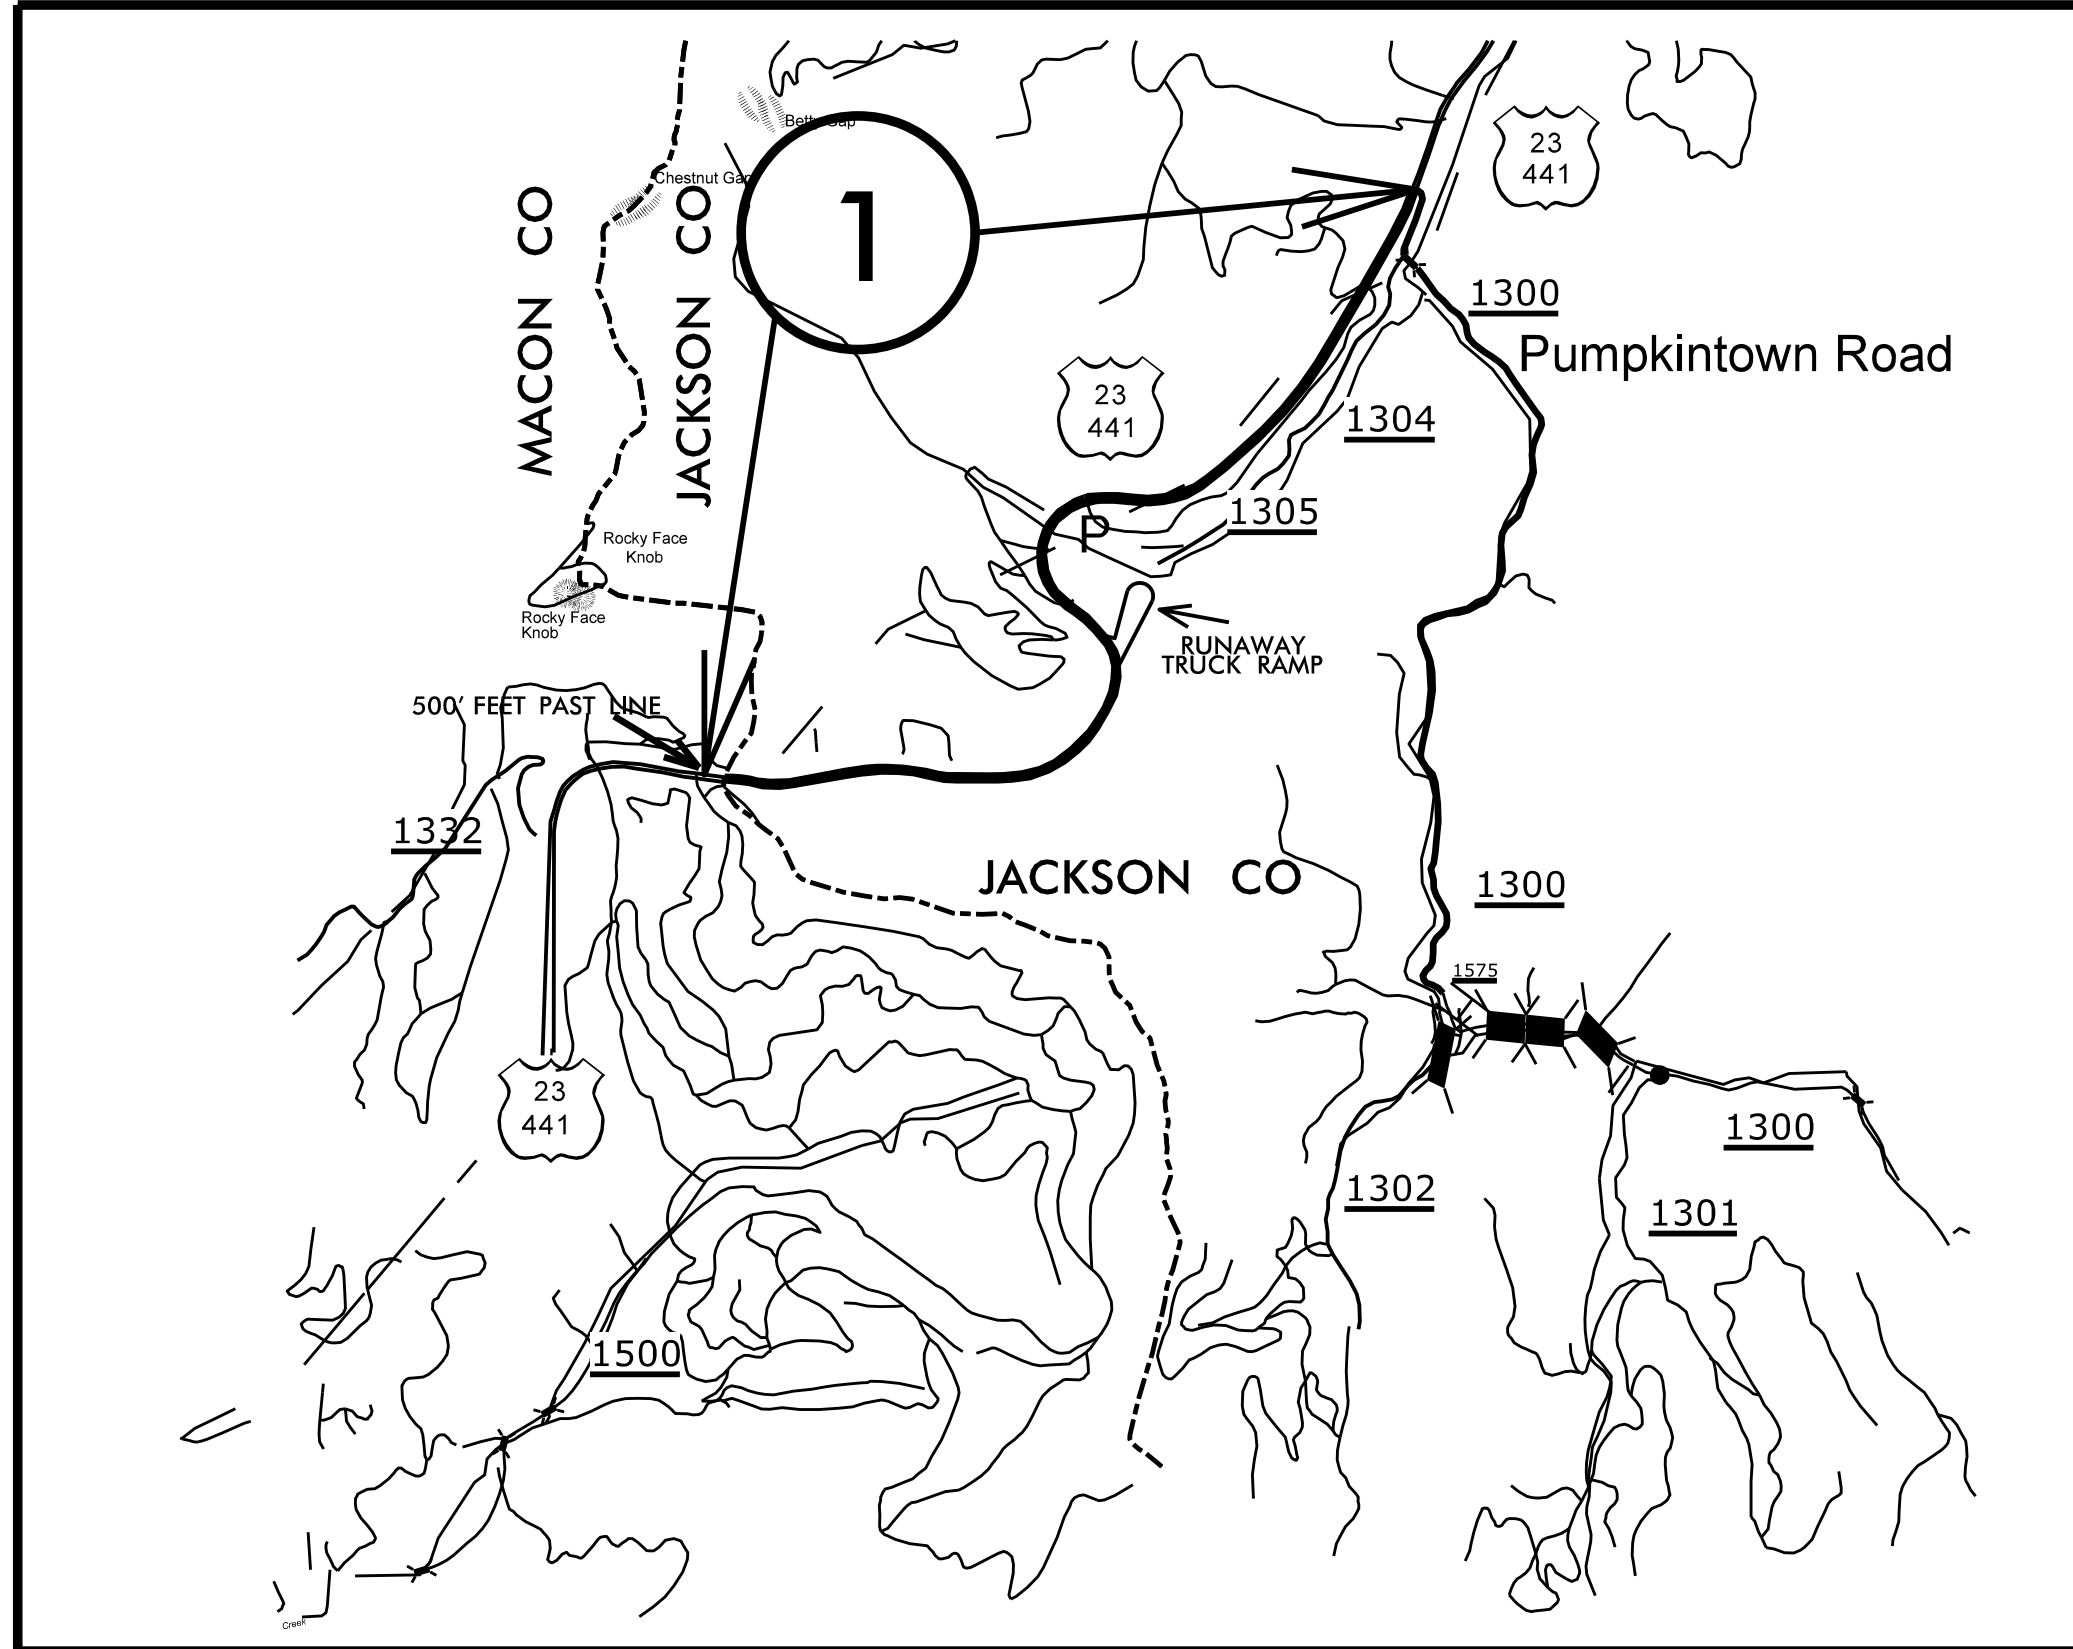 Betty Gap
Chestnut Gap
1
23
441
MACON CO
JACKSON CO
1300
Pumpkintown Road
23
441
1304
1305
P
Rocky Face
Knob
Rocky Face
Knob
RUNAWAY
TRUCK RAMP
500' FEET PAST LINE
1332
JACKSON CO
1300
1575
23
441
1300
1302
1301
1500
Creek